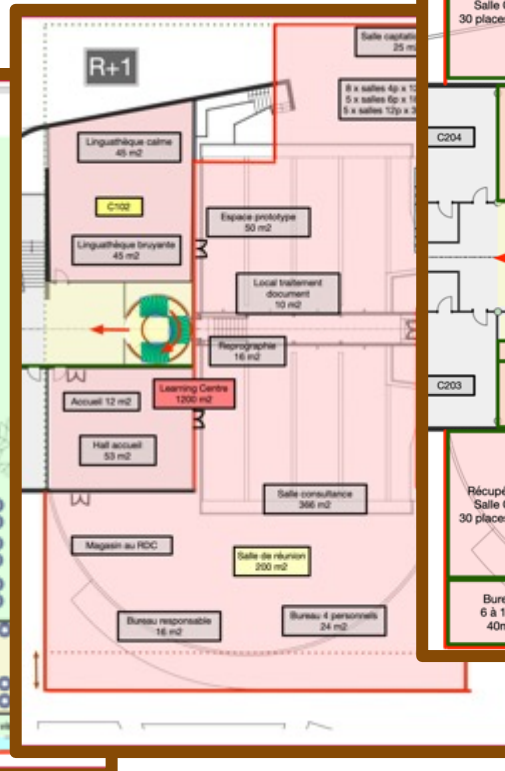 R+1
Salle captation
25 m
8 x salles 4p x 12
5 x salles 6p x 18
5 x salles 12p x 3
Linguathèque calme
45 m2
C102
Linguathèque bruyante
45 m2
Espace prototype
50 m2
Local traitement
document
10 m2
Reprographie
16 m2
Learning Centre
1200 m2
Accueil 12 m2
Hall accueil
53 m2
Salle consultance
366 m2
Magasin au RDC
Salle de réunion
200 m2
Bureau responsable
16 m2
Bureau 4 personnels
24 m2
Salle
30 places
C204
C203
Récupé
Salle
30 places
Bure
6 à 1
40m